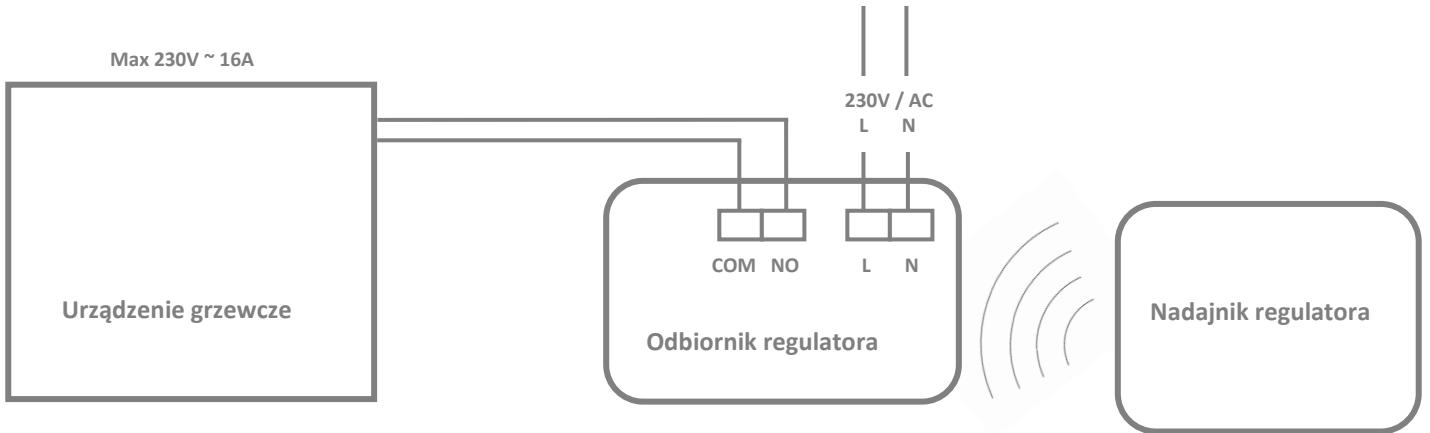 Max 230V ~ 16A
230V / AC
L N
COM NO L N
Urządzenie grzewcze
Odbiornik regulatora
Nadajnik regulatora